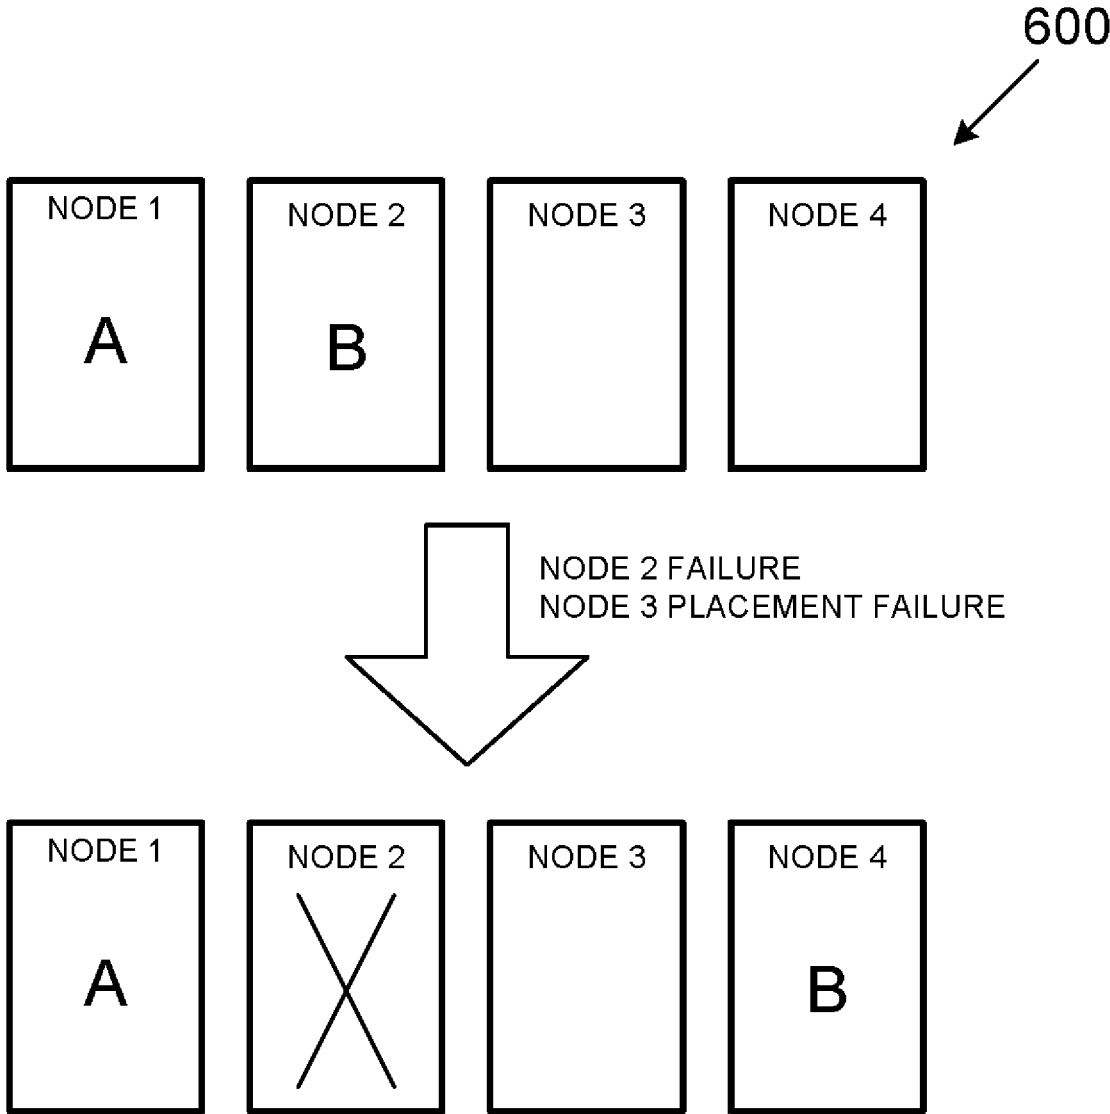 600
NODE 1
NODE 2
NODE 3
NODE 4
A
B
NODE 2 FAILURE
NODE 3 PLACEMENT FAILURE
NODE 1
NODE 2
NODE 3
NODE 4
A
B